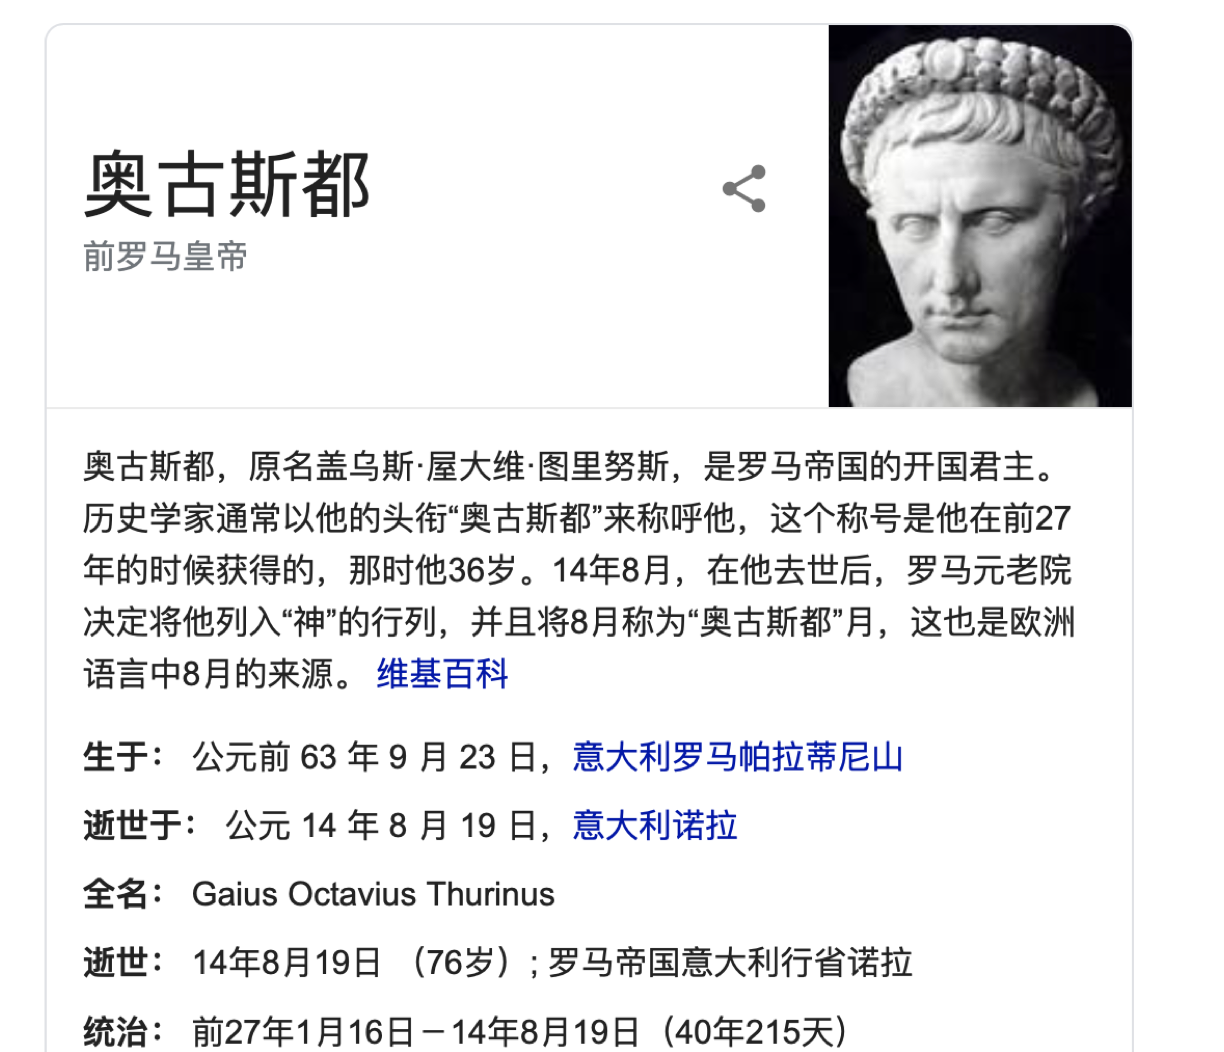 奥古斯都
前罗马皇帝
奥古斯都，原名盖乌斯·屋大维·图里努斯，是罗马帝国的开国君主。
历史学家通常以他的头衔“奥古斯都”来称呼他，这个称号是他在前27
年的时候获得的，那时他36岁。14年8月，在他去世后，罗马元老院
决定将他列入“神”的行列，并且将8月称为“奥古斯都”月，这也是欧洲
语言中8月的来源。 维基百科
生于： 公元前 63 年 9 月 23 日，意大利罗马帕拉蒂尼山
逝世于： 公元 14 年 8 月 19 日，意大利诺拉
全名： Gaius Octavius Thurinus
逝世： 14年8月19日 （76岁）; 罗马帝国意大利行省诺拉
统治： 前27年1月16日－14年8月19日（40年215天）